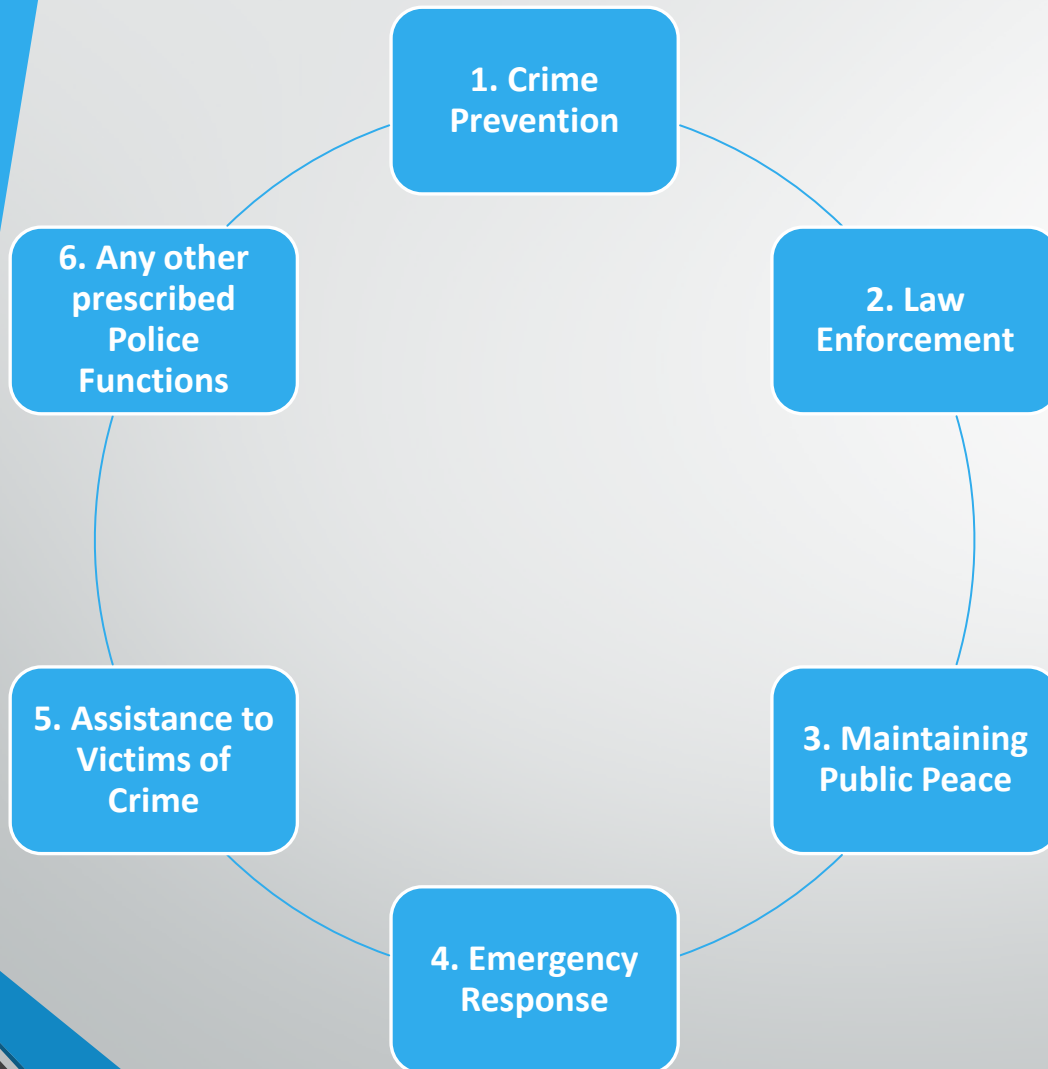 1. Crime
Prevention
2. Law
Enforcement
3. Maintaining
Public Peace
4. Emergency
Response
5. Assistance to
Victims of
Crime
6. Any other
prescribed
Police
Functions